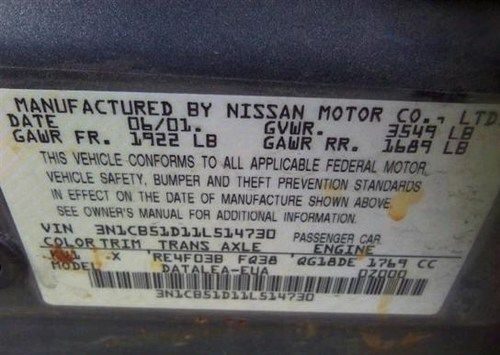 MANUFACTURED BY NISSAN MOTOR CO., LTD
DATE 06/01. GVWR. 3549 LB
GAWR FR. 1922 LB GAWR RR. 1689 LB
THIS VEHICLE CONFORMS TO ALL APPLICABLE FEDERAL MOTOR
VEHICLE SAFETY, BUMPER AND THEFT PREVENTION STANDARDS
IN EFFECT ON THE DATE OF MANUFACTURE SHOWN ABOVE
SEE OWNER'S MANUAL FOR ADDITIONAL INFORMATION.
VIN 3N1CB51D11L514730 PASSENGER CAR
COLOR TRIM TRANS AXLE ENGINE
X RE4F03B FQ38 QG18DE 1769 CC
MODEL DATALEA-EUA 0Z000
3N1CB51D11L514730